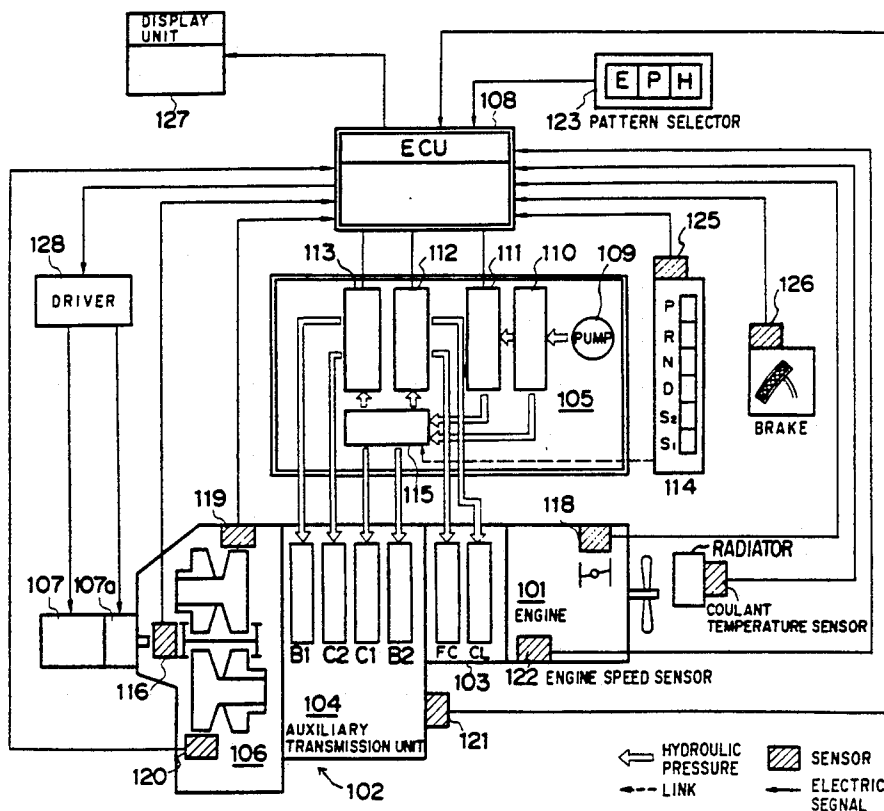 DISPLAY
UNIT
127
E P H
123 PATTERN SELECTOR
108
ECU
128
DRIVER
113
112
111
110
109
PUMP
105
115
125
P
R
N
D
S2
S1
114
126
BRAKE
119
107
107a
116
120
106
B1
C2
C1
B2
104
AUXILIARY
TRANSMISSION UNIT
102
FC
CL
103
118
101
ENGINE
122 ENGINE SPEED SENSOR
121
RADIATOR
COULANT
TEMPERATURE SENSOR
HYDROULIC
PRESSURE
LINK
SENSOR
ELECTRIC
SEGNAL